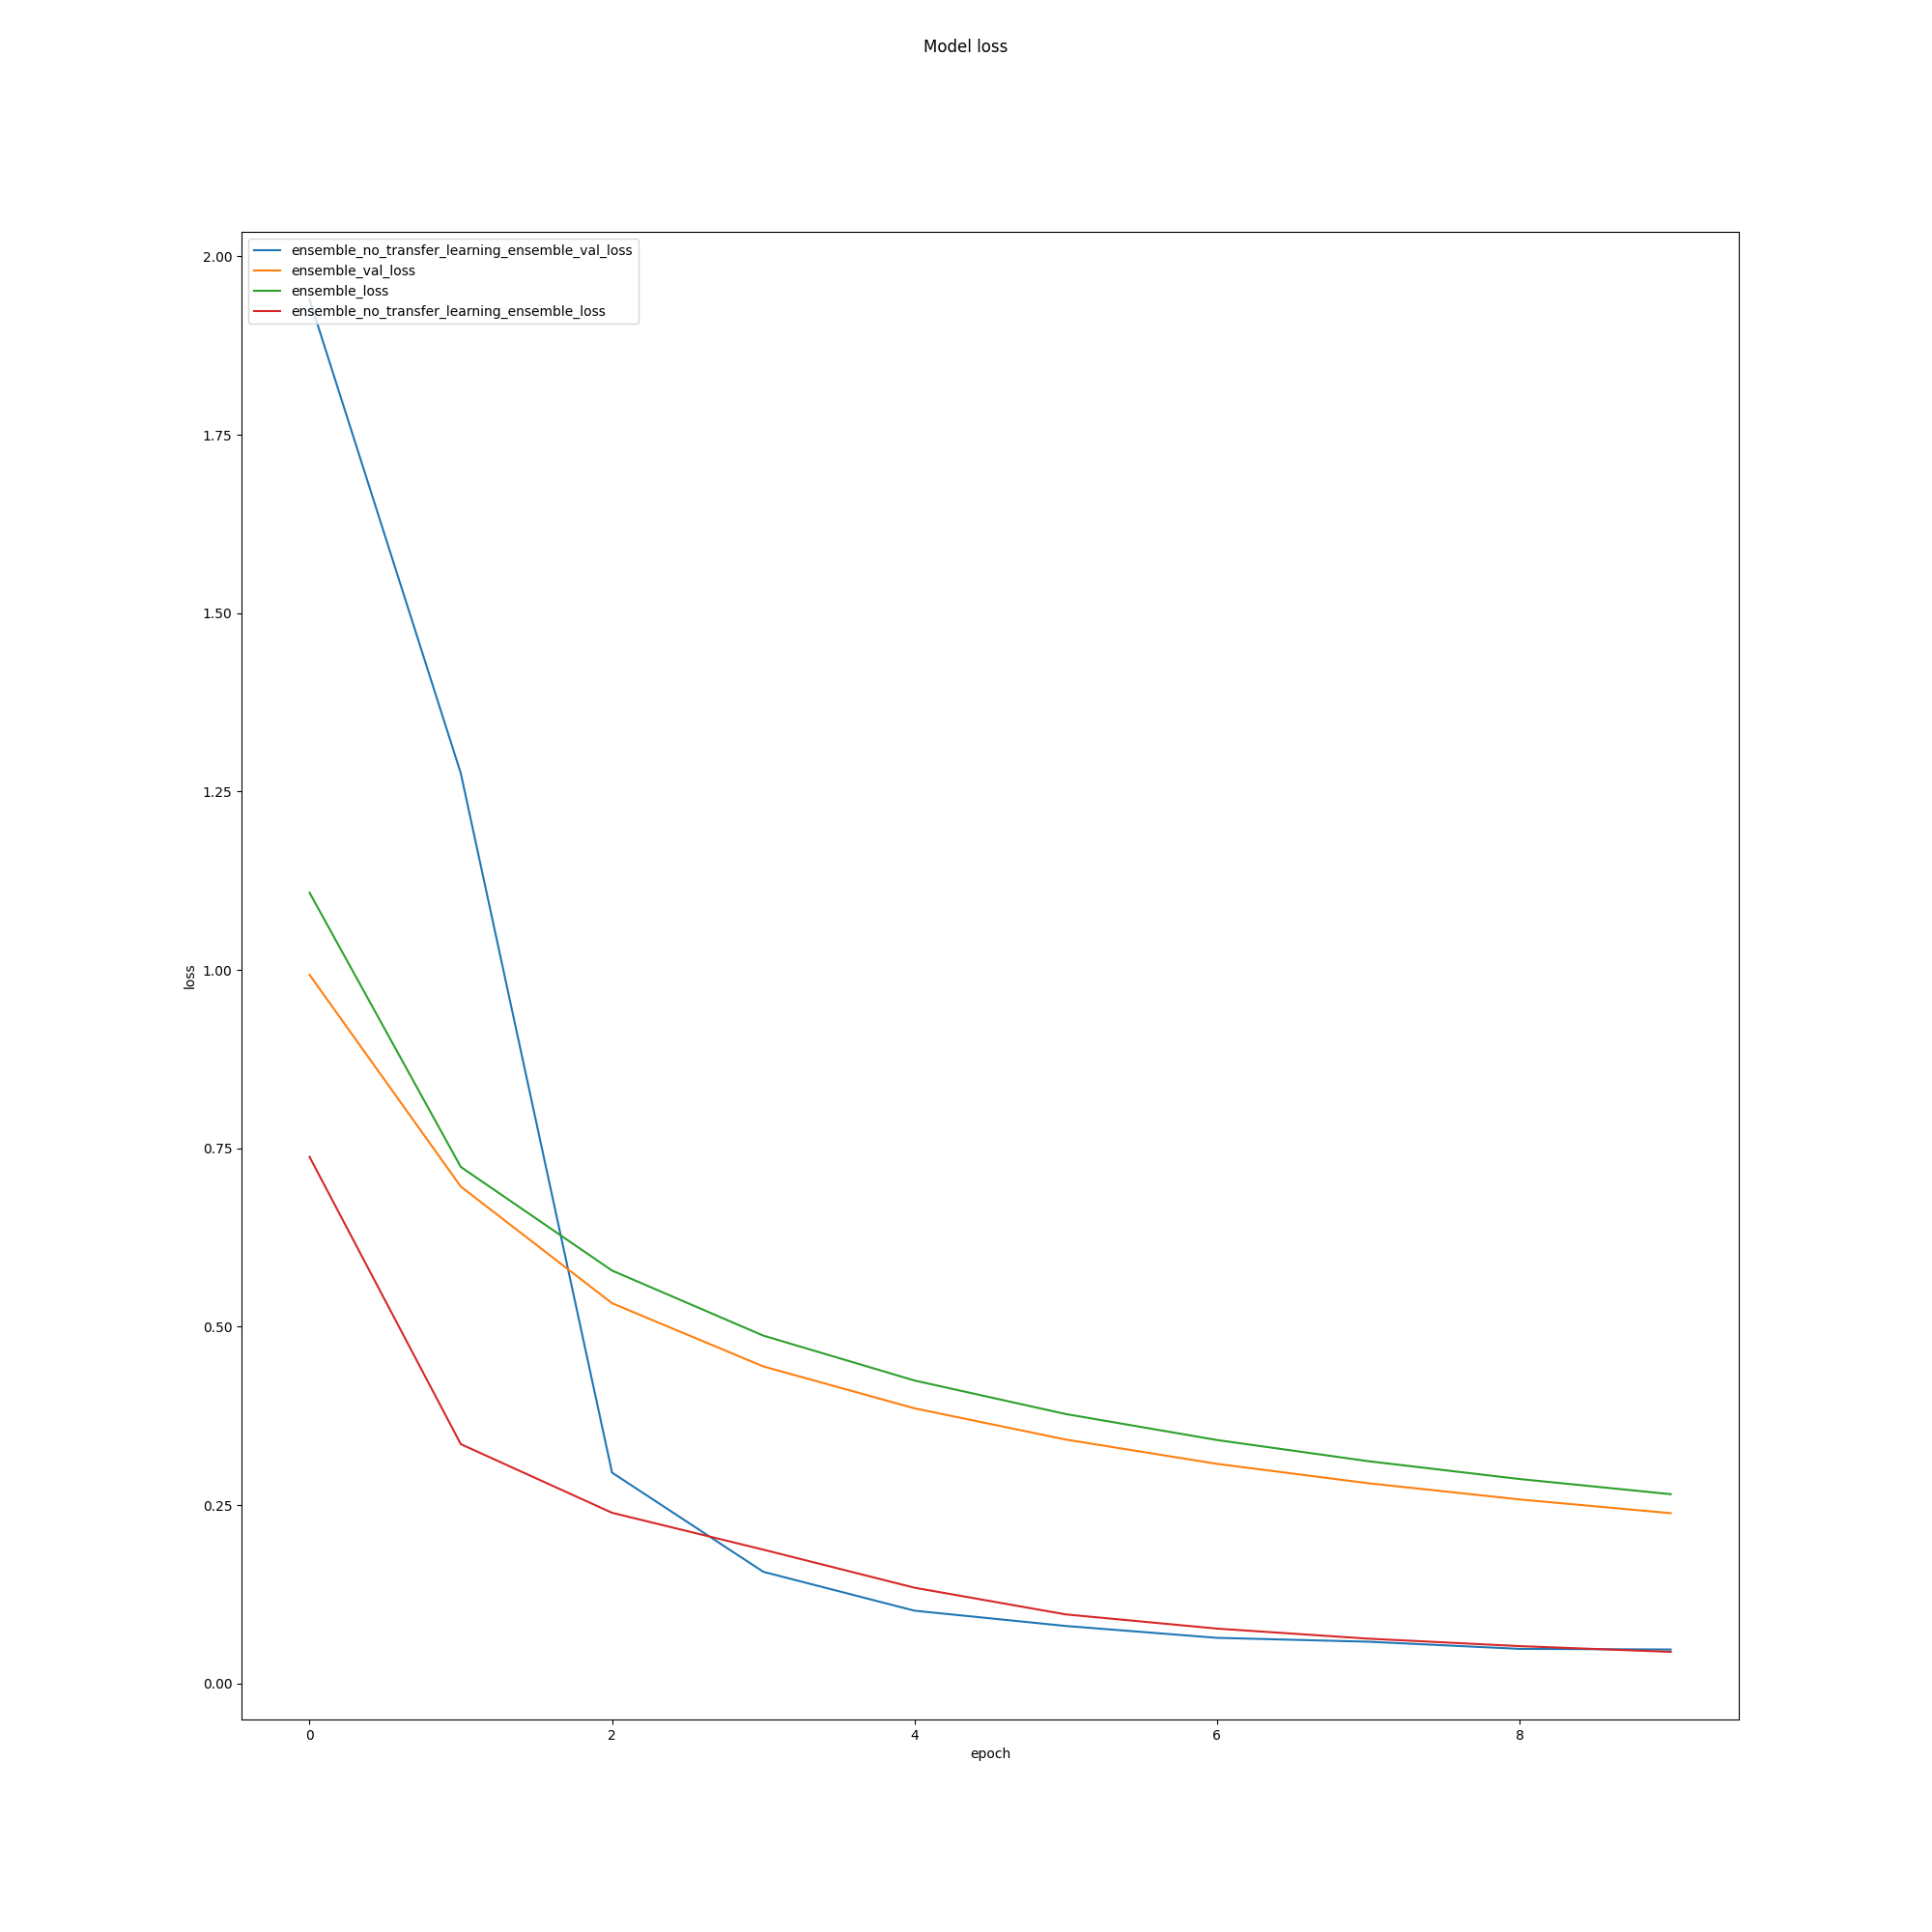 Model loss
ensemble_no_transfer_learning_ensemble_val_loss
ensemble_val_loss
ensemble_loss
ensemble_no_transfer_learning_ensemble_loss
2.00
1.75
1.50
1.25
1.00
0.75
0.50
0.25
0.00
loss
0 2 4 6 8
epoch